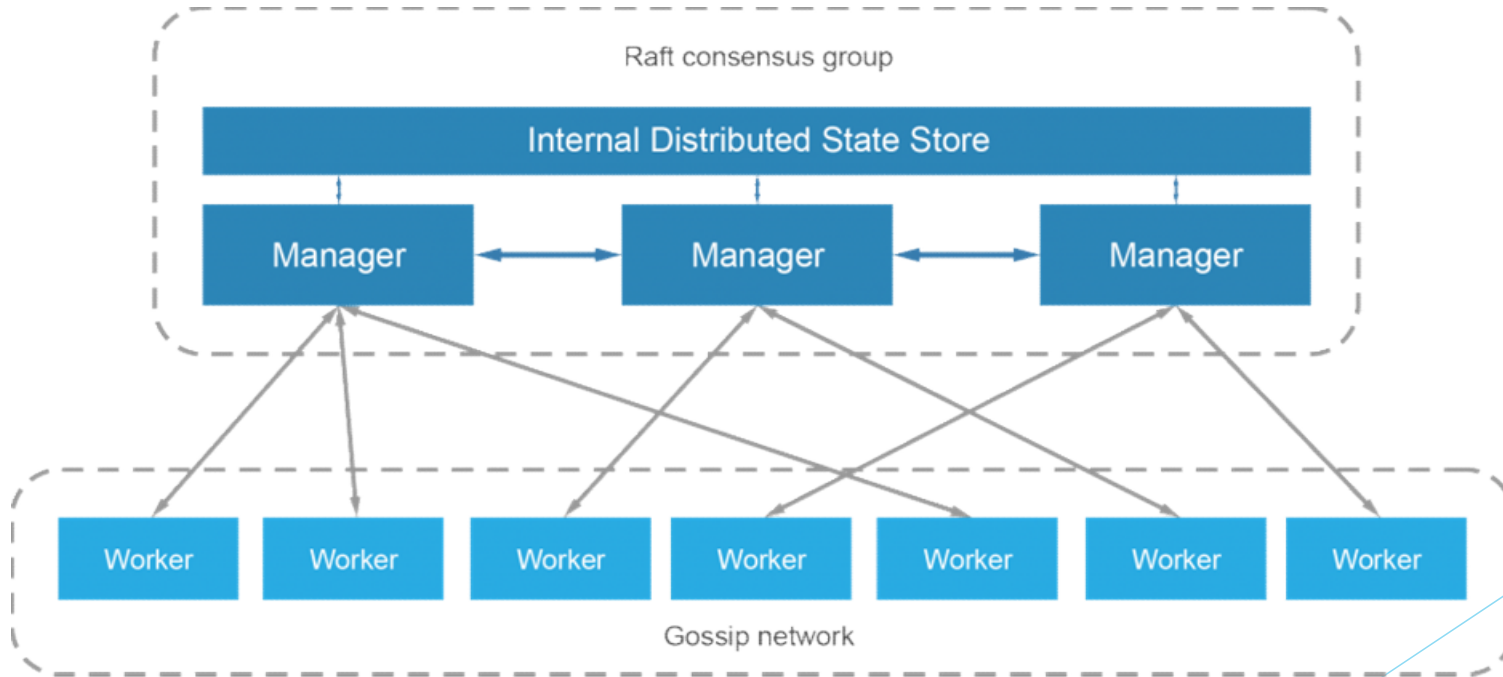 Raft consensus group
Internal Distributed State Store
Manager
Manager
Manager
Worker
Worker
Worker
Worker
Worker
Worker
Worker
Gossip network